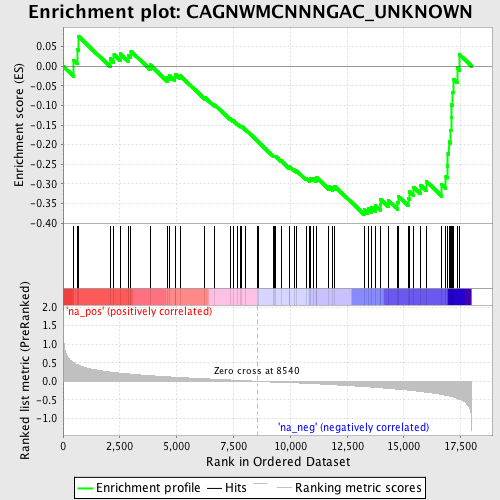 Enrichment plot: CAGNWMCNNNGAC_UNKNOWN
Enrichment score (ES)
0.05
0.00
-0.05
-0.10
-0.15
-0.20
-0.25
-0.30
-0.35
-0.40
'na_pos' (positively correlated)
Ranked list metric (PreRanked)
2.0
1.5
1.0
0.5
0.0
-0.5
-1.0
Zero cross at 8540
'na_neg' (negatively correlated)
0
2,500
5,000
7,500
10,000
12,500
15,000
17,500
Rank in Ordered Dataset
Enrichment profile
Hits
Ranking metric scores